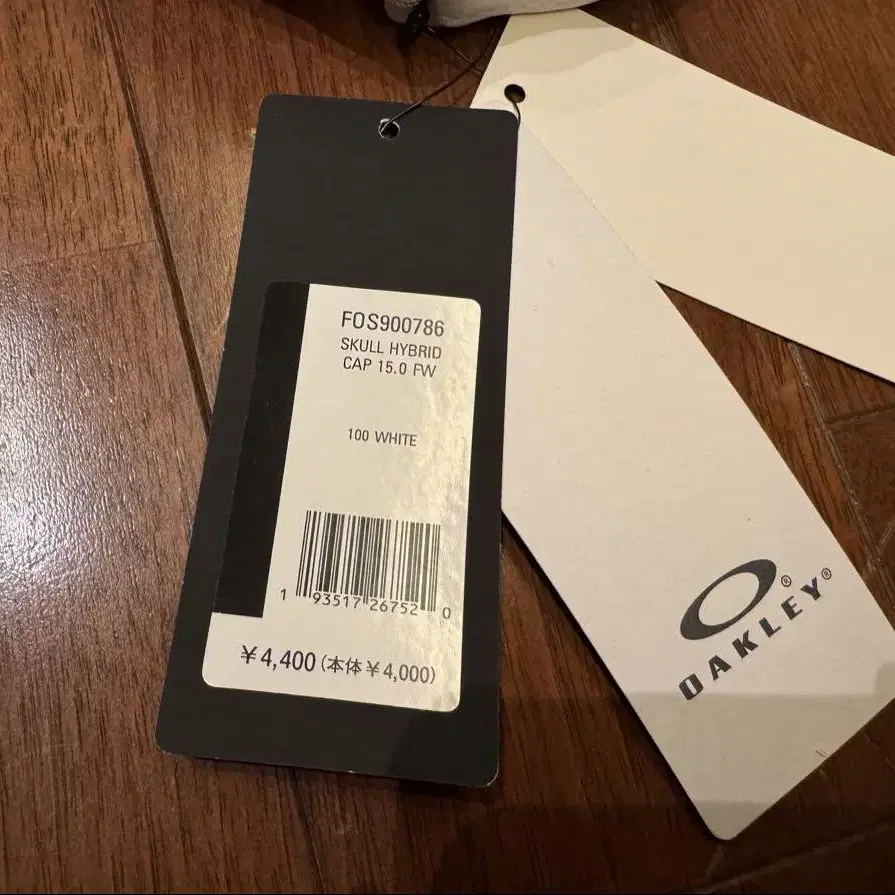 FOS900786
SKULL HYBRID
CAP 15.0 FW
100 WHITE
1 93517 26752 0
￥4,400(本体￥4,000)
OAKLEY®
®